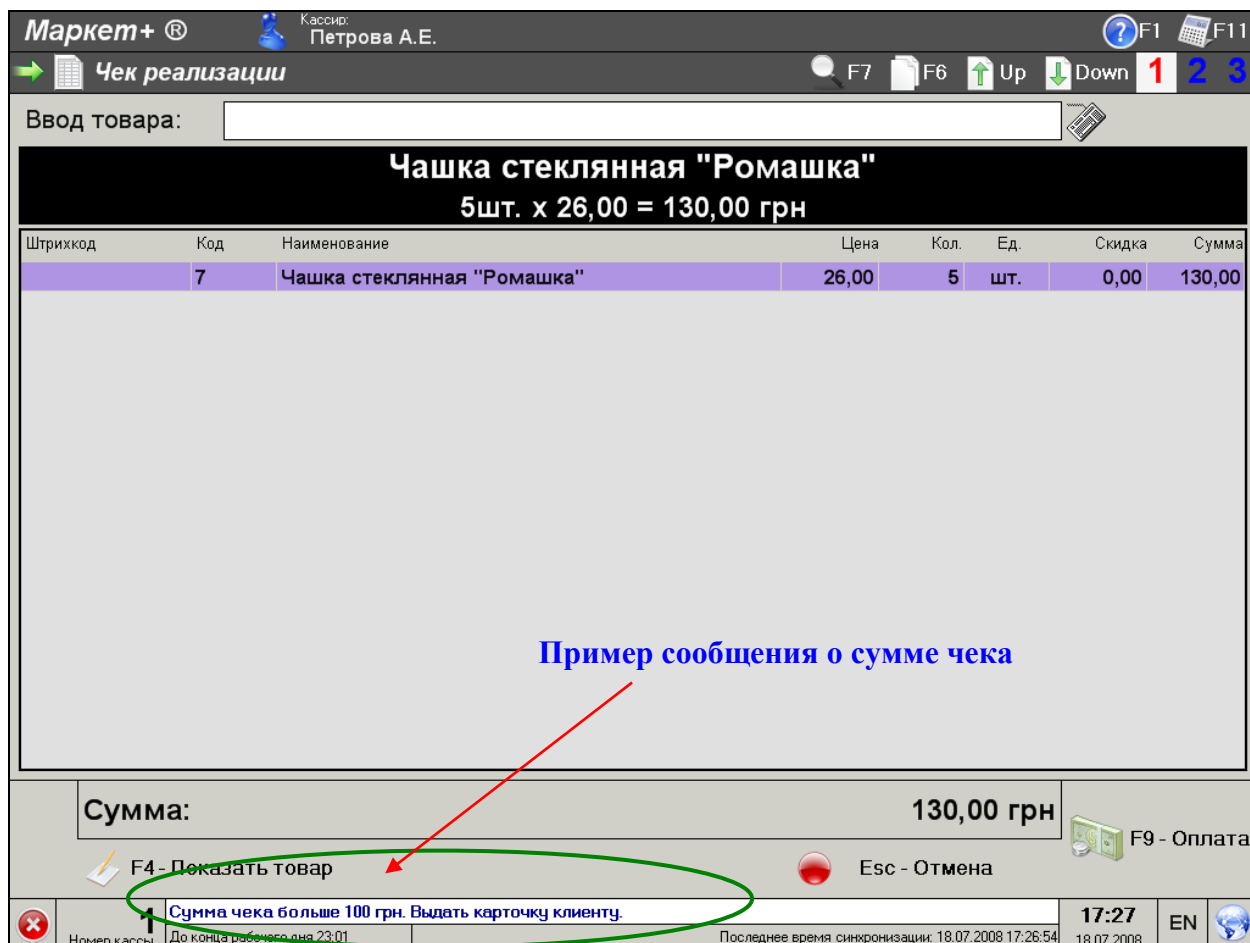 Маркет+ ®
Кассир:
Петрова А.Е.
F1
F11
Чек реализации
F7
F6
Up
Down
1
2
3
Ввод товара:
Чашка стеклянная "Ромашка"
5шт. x 26,00 = 130,00 грн
Штрихкод Код Наименование Цена Кол. Ед. Скидка Сумма
7 Чашка стеклянная "Ромашка" 26,00 5 шт. 0,00 130,00
Пример сообщения о сумме чека
Сумма: 130,00 грн
F9 - Оплата
F4 - Показать товар
Esc - Отмена
1
Номер кассы
Сумма чека больше 100 грн. Выдать карточку клиенту.
До конца рабочего дня 23:01
Последнее время синхронизации: 18.07.2008 17:26:54
17:27
18.07.2008
EN